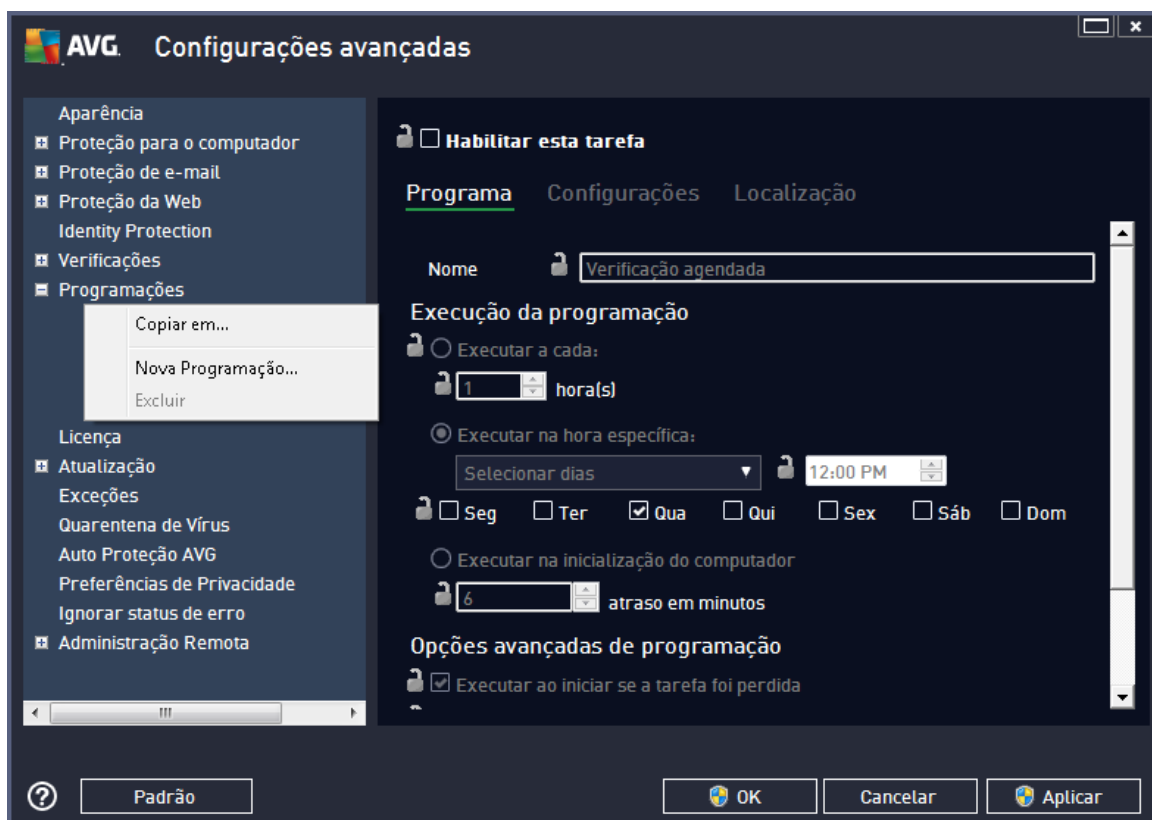 AVG. Configurações avançadas
Aparência
Proteção para o computador
Proteção de e-mail
Proteção da Web
Identity Protection
Verificações
Programações
Copiar em...
Nova Programação...
Excluir
Licença
Atualização
Exceções
Quarentena de Vírus
Auto Proteção AVG
Preferências de Privacidade
Ignorar status de erro
Administração Remota
Habilitar esta tarefa
Programa Configurações Localização
Nome Verificação agendada
Execução da programação
Executar a cada:
1 hora(s)
Executar na hora específica:
Selecionar dias 12:00 PM
Seg Ter Qua Qui Sex Sáb Dom
Executar na inicialização do computador
6 atraso em minutos
Opções avançadas de programação
Executar ao iniciar se a tarefa foi perdida
? Padrão OK Cancelar Aplicar